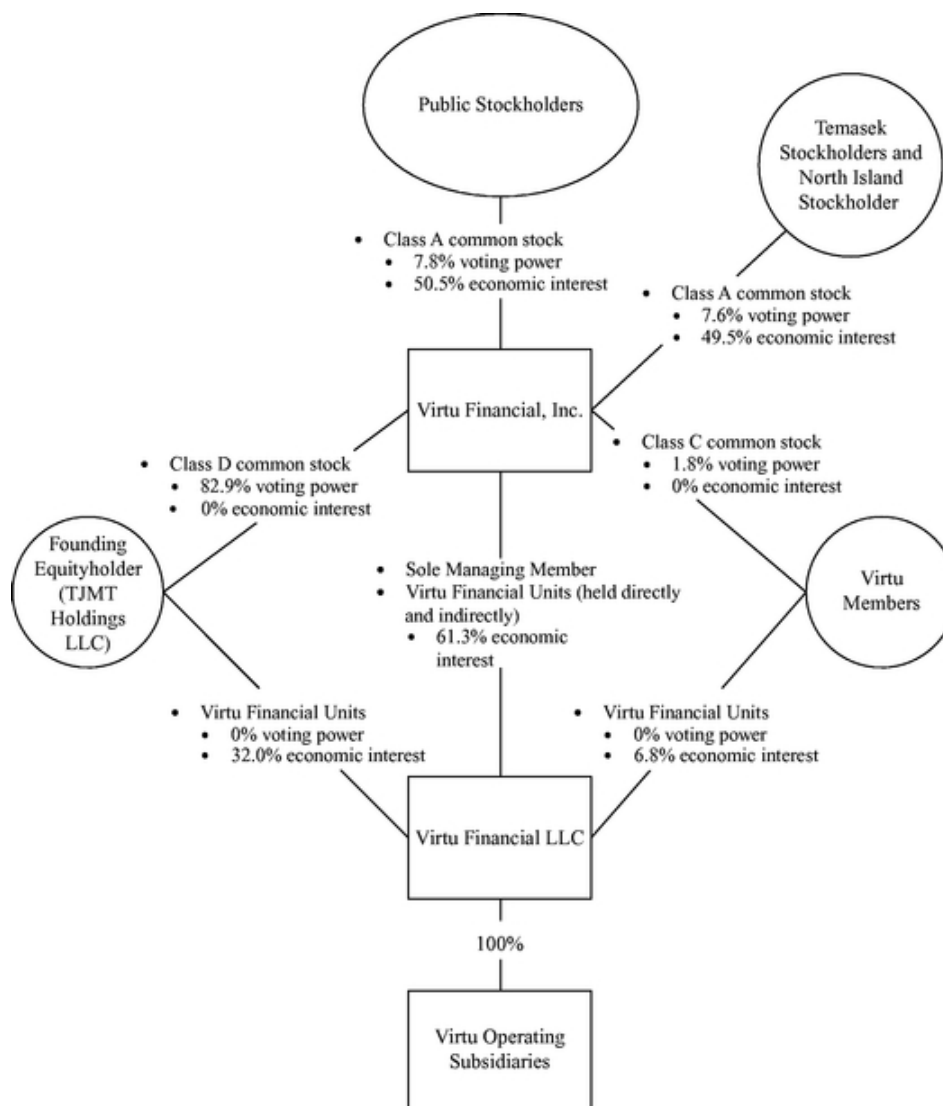 Public Stockholders
Temasek
Stockholders and
North Island
Stockholder
• Class A common stock
• 7.8% voting power
• 50.5% economic interest
• Class A common stock
• 7.6% voting power
• 49.5% economic interest
Virtu Financial, Inc.
• Class D common stock
• 82.9% voting power
• 0% economic interest
• Class C common stock
• 1.8% voting power
• 0% economic interest
Founding
Equityholder
(TJMT
Holdings
LLC)
• Sole Managing Member
• Virtu Financial Units (held directly
and indirectly)
• 61.3% economic
interest
Virtu
Members
• Virtu Financial Units
• 0% voting power
• 32.0% economic interest
• Virtu Financial Units
• 0% voting power
• 6.8% economic interest
Virtu Financial LLC
100%
Virtu Operating
Subsidiaries